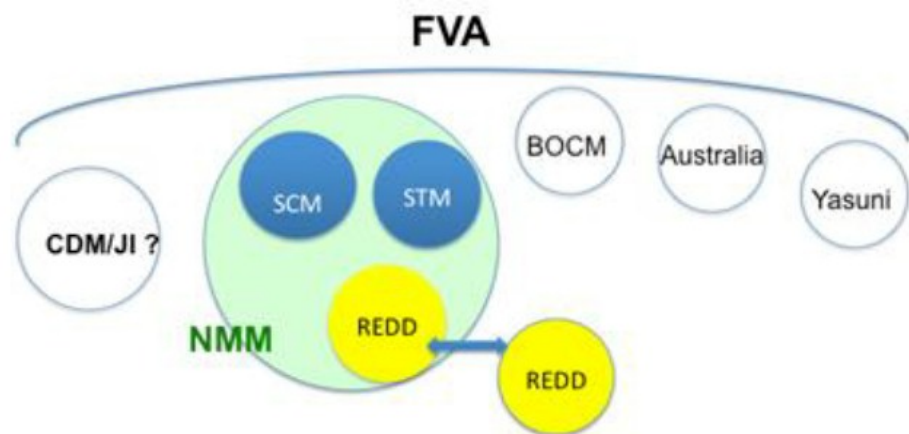 FVA
BOCM
Australia
Yasuni
SCM
STM
CDM/JI ?
NMM
REDD
REDD